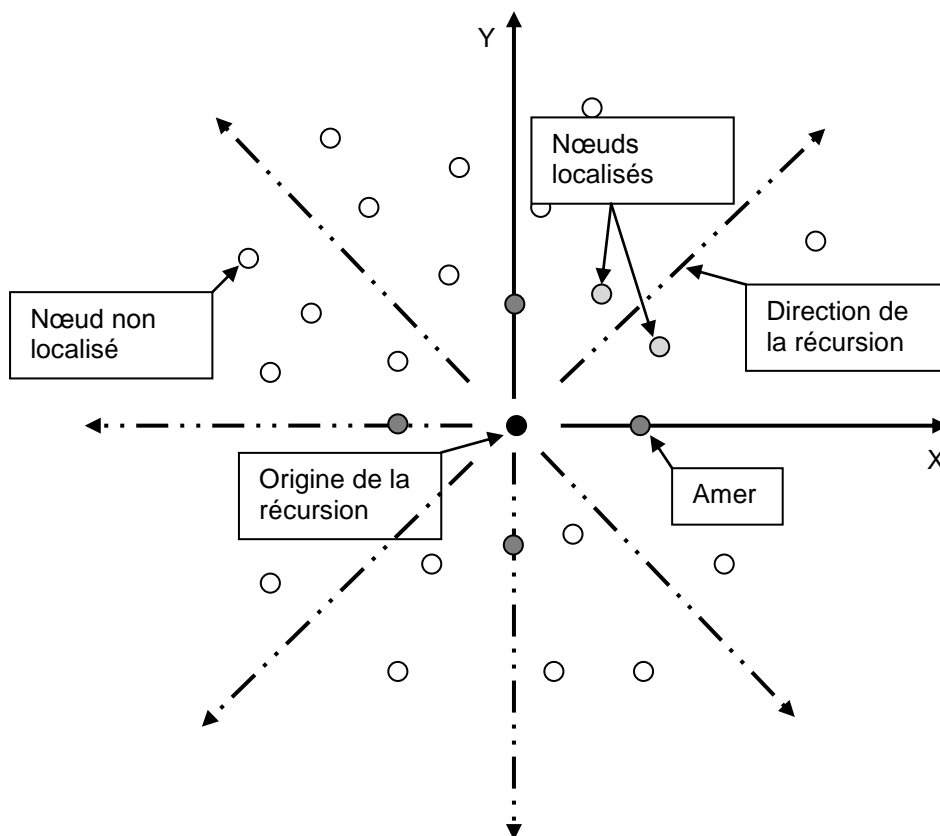 Y
Nœuds
localisés
Nœud non
localisé
Direction de
la récursion
X
Origine de la
récursion
Amer